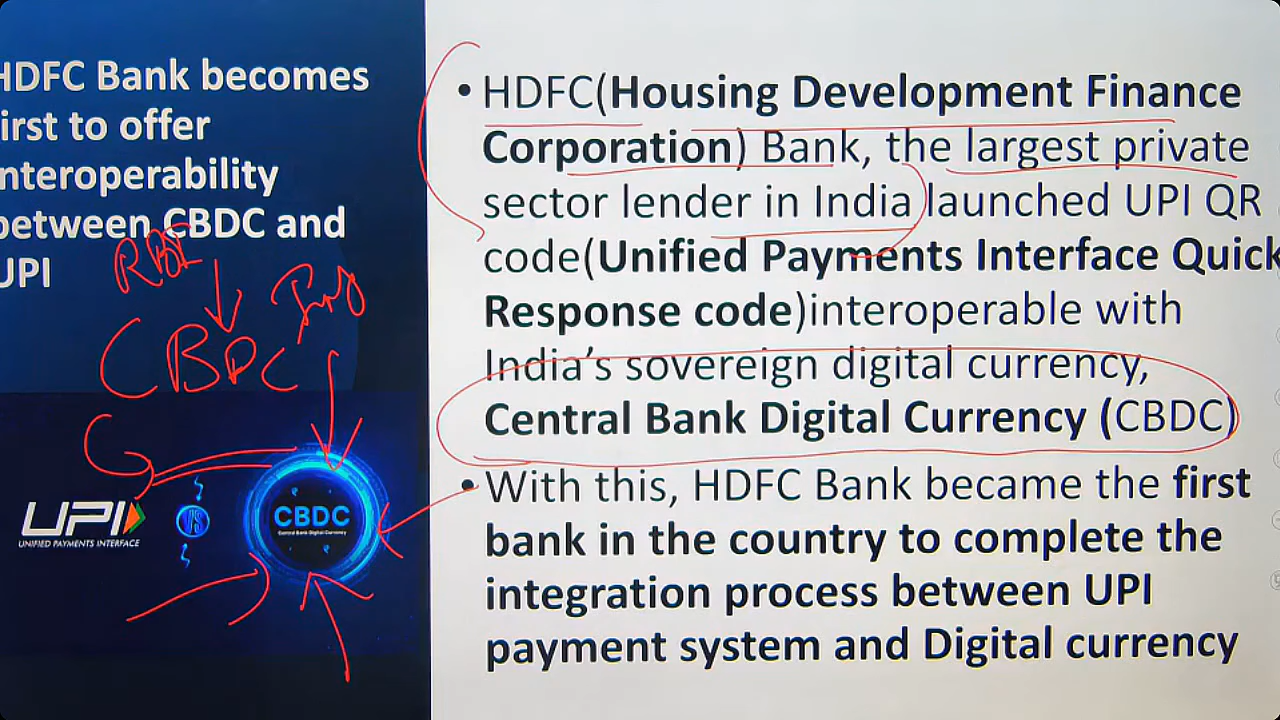 HDFC Bank becomes
first to offer
interoperability
between CBDC and
UPI
RBI
CBDC
UPI
UNIFIED PAYMENTS INTERFACE
VS
CBDC
Central Bank Digital Currency
• HDFC(Housing Development Finance
Corporation) Bank, the largest private
sector lender in India launched UPI QR
code(Unified Payments Interface Quick
Response code)interoperable with
India's sovereign digital currency,
Central Bank Digital Currency (CBDC)
• With this, HDFC Bank became the first
bank in the country to complete the
integration process between UPI
payment system and Digital currency